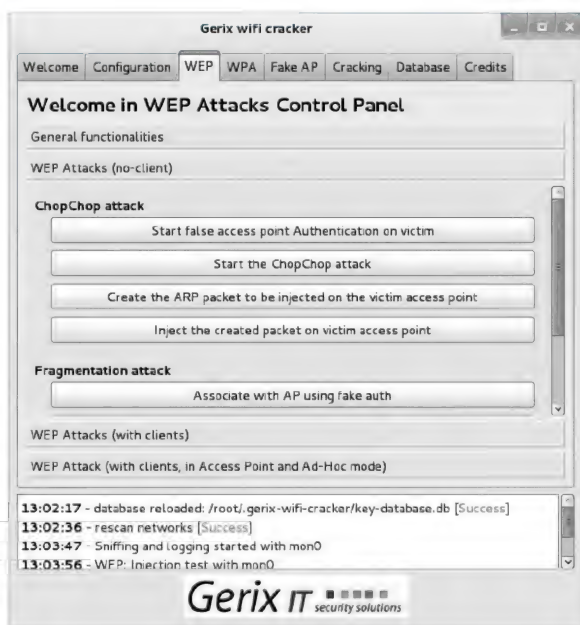 Gerix wifi cracker
Welcome Configuration WEP WPA Fake AP Cracking Database Credits
Welcome in WEP Attacks Control Panel
General functionalities
WEP Attacks (no-client)
ChopChop attack
Start false access point Authentication on victim
Start the ChopChop attack
Create the ARP packet to be injected on the victim access point
Inject the created packet on victim access point
Fragmentation attack
Associate with AP using fake auth
WEP Attacks (with clients)
WEP Attack (with clients, in Access Point and Ad-Hoc mode)
13:02:17 - database reloaded: /root/.gerix-wifi-cracker/key-database.db [Success]
13:02:36 - rescan networks [Success]
13:03:47 - Sniffing and logging started with mon0
13:03:56 - WEP: Injection test with mon0
Gerix IT security solutions